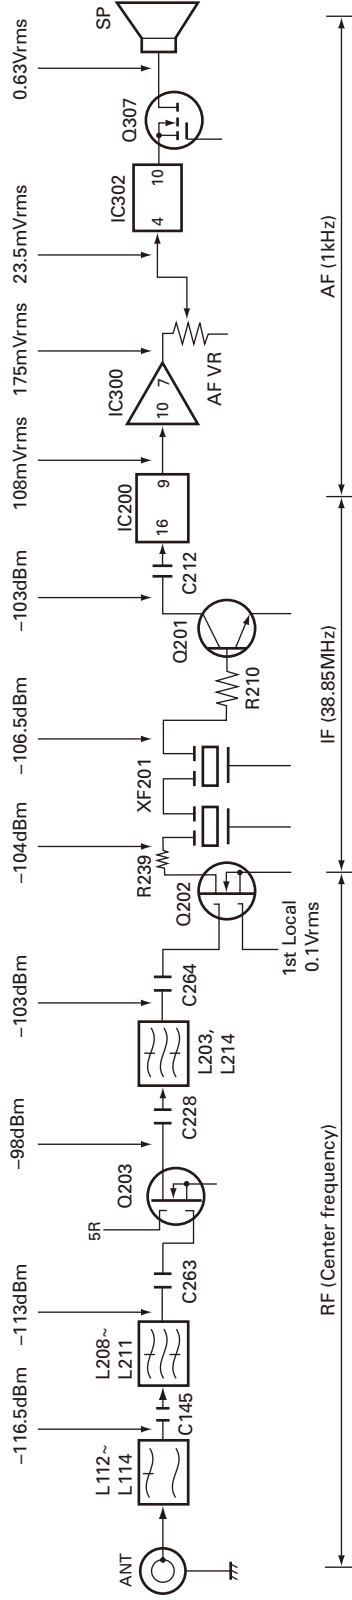 −116.5dBm
−113dBm
−98dBm
−103dBm
−104dBm
−106.5dBm
−103dBm
108mVrms
175mVrms
23.5mVrms
0.63Vrms
ANT
L112~
L114
C145
L208~
L211
C263
5R
Q203
C228
L203,
L214
C264
Q202
1st Local
0.1Vrms
R239
XF201
R210
Q201
C212
IC200
16
9
IC300
10
7
AF VR
IC302
4
10
Q307
SP
RF (Center frequency)
IF (38.85MHz)
AF (1kHz)